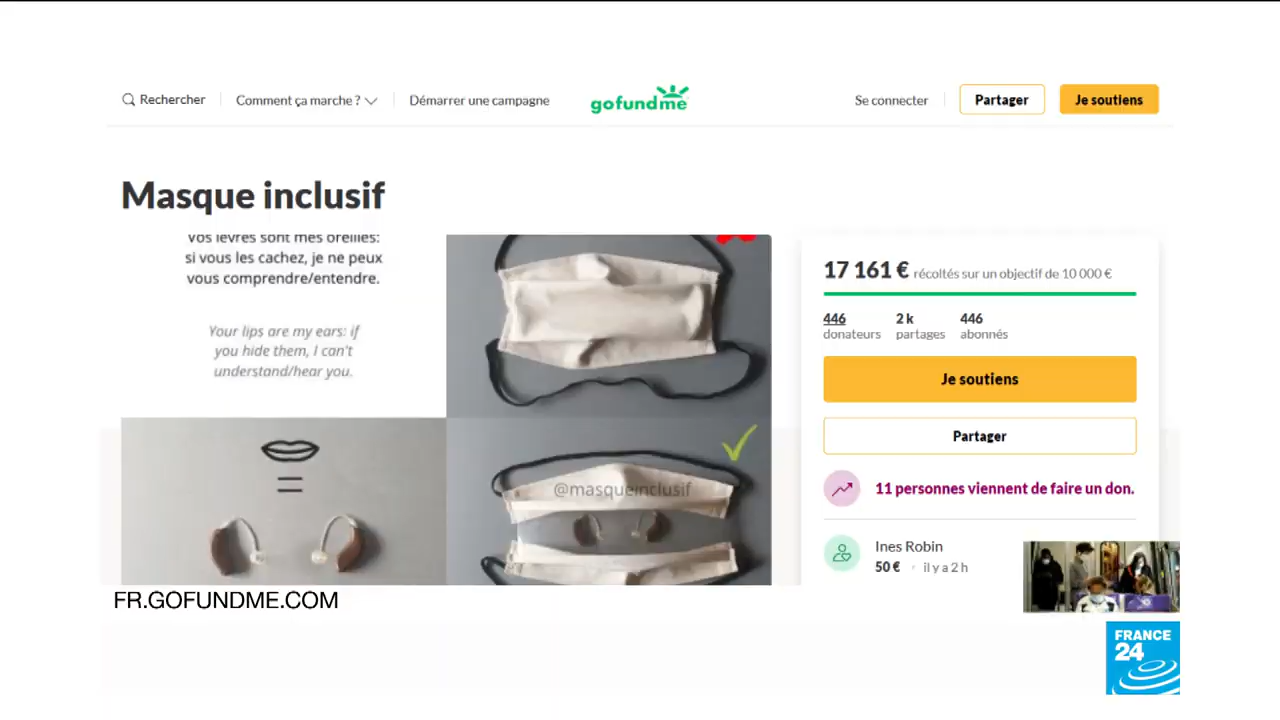 Rechercher
Comment ça marche ?
Démarrer une campagne
gofundme
Se connecter
Partager
Je soutiens
Masque inclusif
vos lèvres sont mes oreilles:
si vous les cachez, je ne peux
vous comprendre/entendre.
Your lips are my ears: if
you hide them, I can't
understand/hear you.
@masqueinclusif
17 161 € récoltés sur un objectif de 10 000 €
446
donateurs
2 k
partages
446
abonnés
Je soutiens
Partager
11 personnes viennent de faire un don.
Ines Robin
50 € • il y a 2 h
FR.GOFUNDME.COM
FRANCE
24